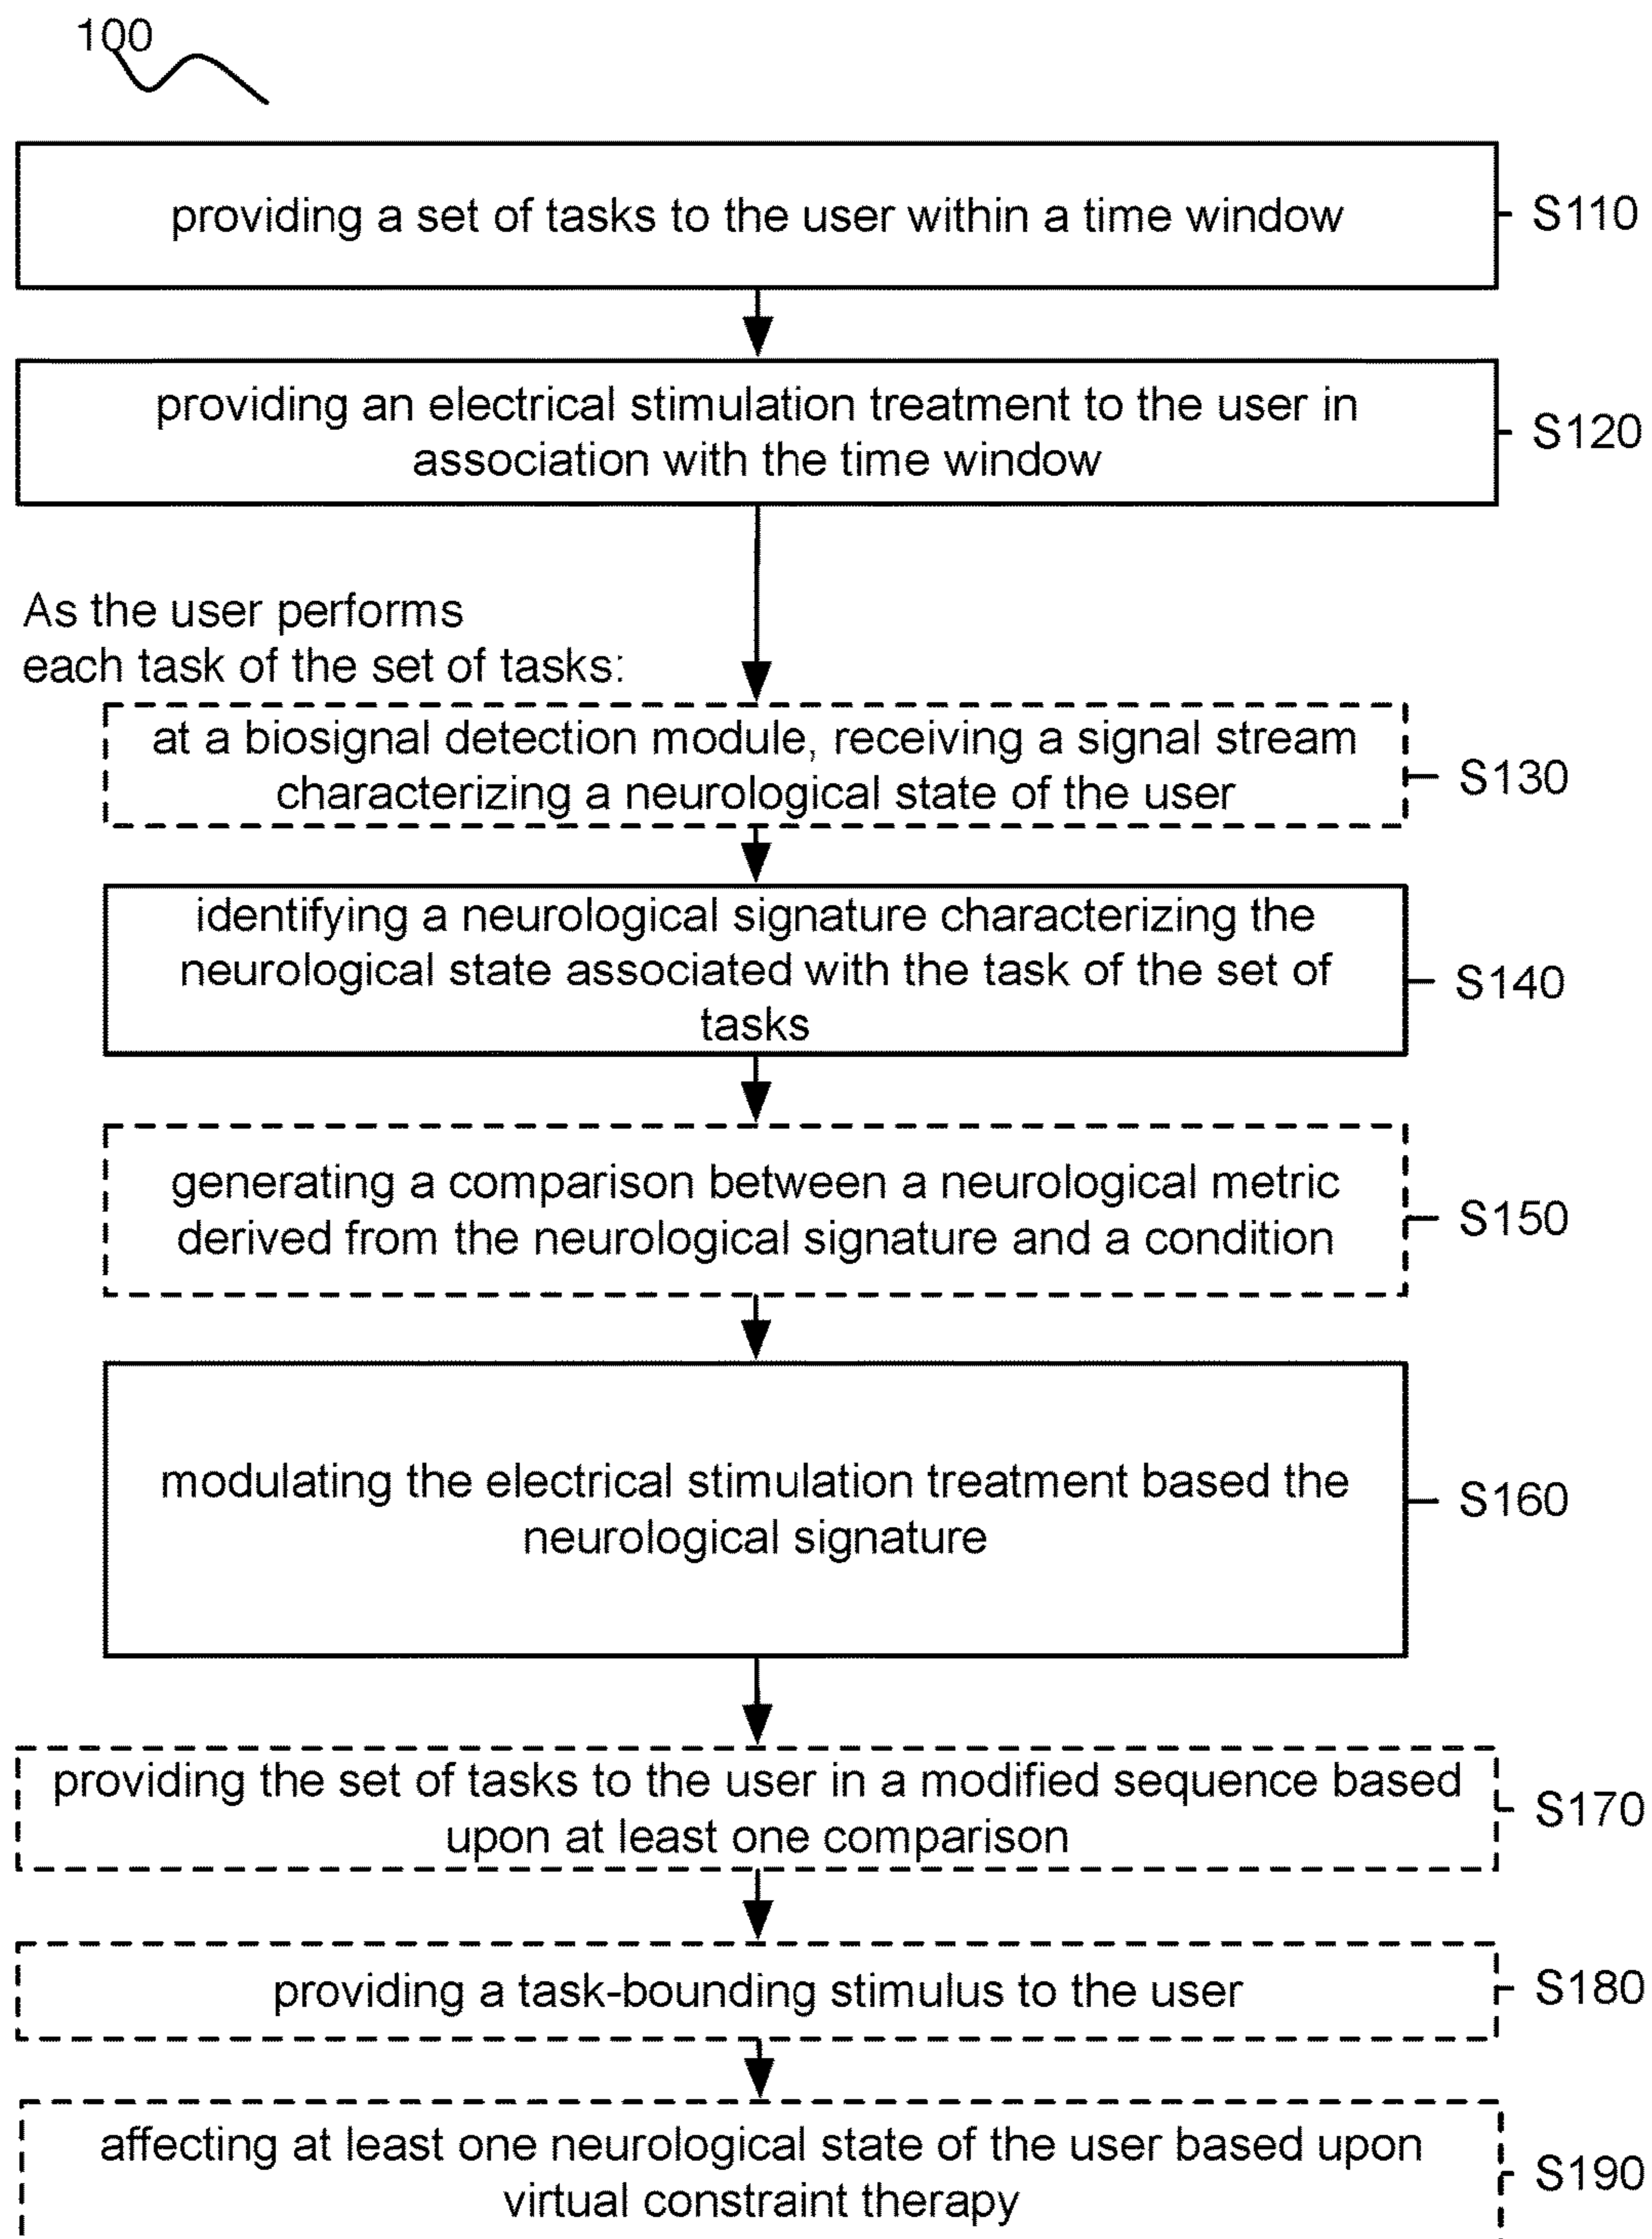 100
providing a set of tasks to the user within a time window
S110
providing an electrical stimulation treatment to the user in
association with the time window
S120
As the user performs
each task of the set of tasks:
at a biosignal detection module, receiving a signal stream
characterizing a neurological state of the user
S130
identifying a neurological signature characterizing the
neurological state associated with the task of the set of
tasks
S140
generating a comparison between a neurological metric
derived from the neurological signature and a condition
S150
modulating the electrical stimulation treatment based the
neurological signature
S160
providing the set of tasks to the user in a modified sequence based
upon at least one comparison
S170
providing a task-bounding stimulus to the user
S180
affecting at least one neurological state of the user based upon
virtual constraint therapy
S190